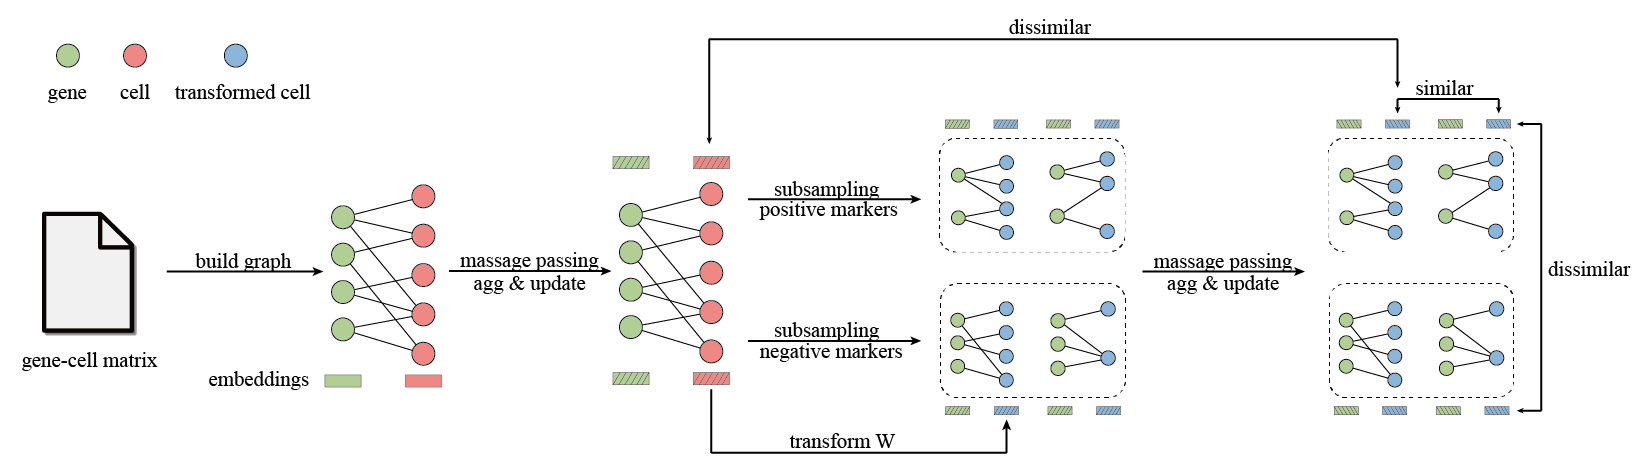 dissimilar
gene
cell
transformed cell
similar
subsampling
positive markers
build graph
massage passing
agg & update
massage passing
agg & update
dissimilar
subsampling
negative markers
gene-cell matrix
embeddings
transform W